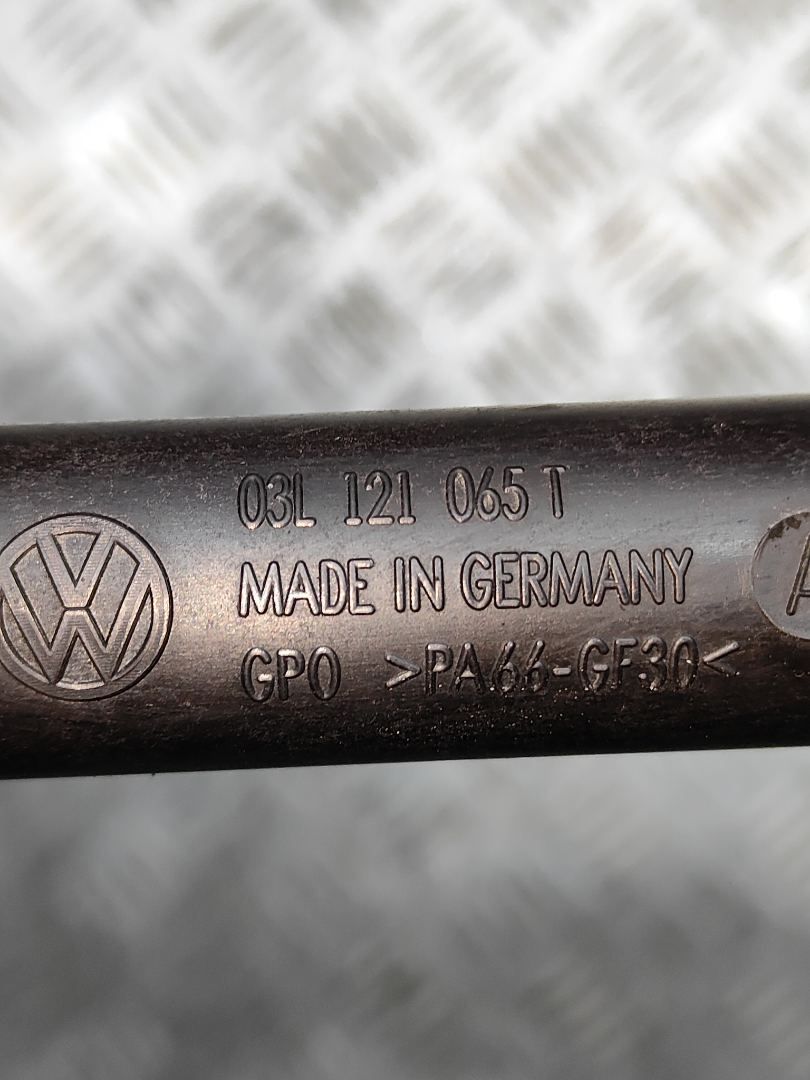 03L 121 065 T
MADE IN GERMANY
GPO >PA66-GF30<